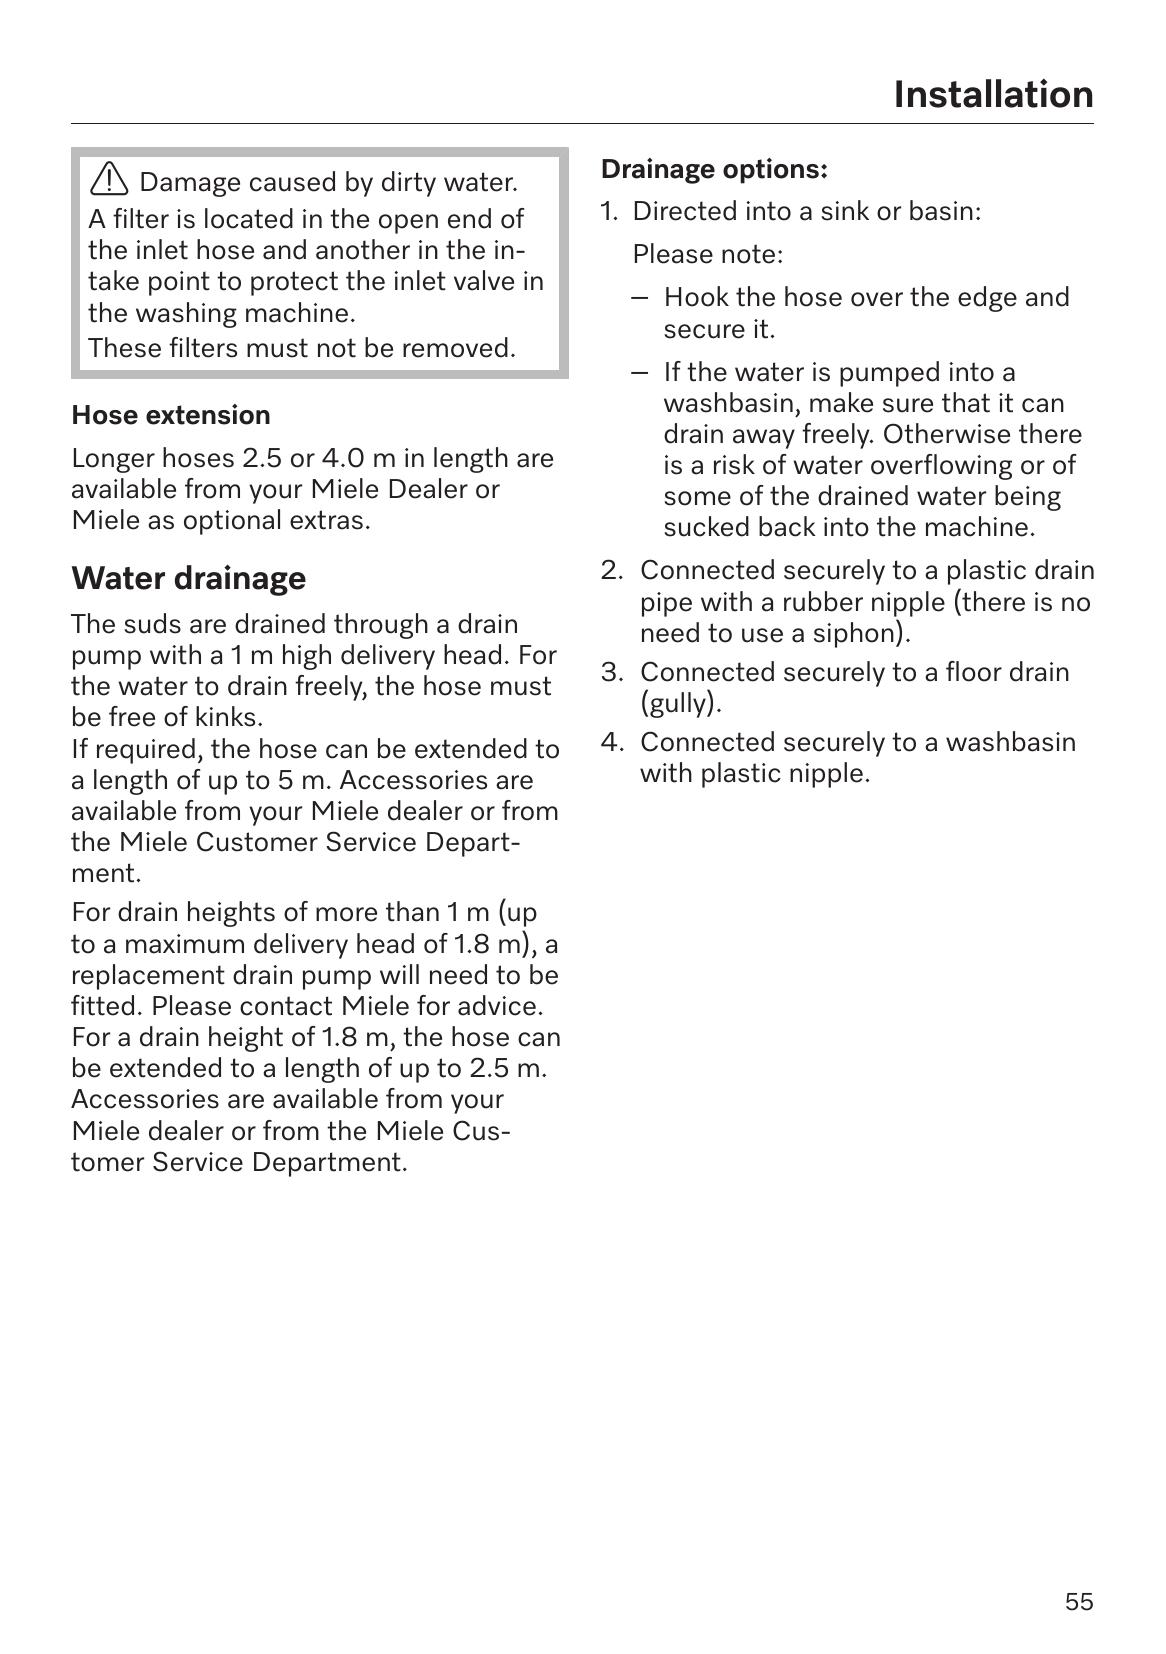 Installation
Damage caused by dirty water.
A filter is located in the open end of
the inlet hose and another in the in-
take point to protect the inlet valve in
the washing machine.
These filters must not be removed.
Hose extension
Longer hoses 2.5 or 4.0 m in length are
available from your Miele Dealer or
Miele as optional extras.
Water drainage
The suds are drained through a drain
pump with a 1 m high delivery head. For
the water to drain freely, the hose must
be free of kinks.
If required, the hose can be extended to
a length of up to 5 m. Accessories are
available from your Miele dealer or from
the Miele Customer Service Depart-
ment.
For drain heights of more than 1 m (up
to a maximum delivery head of 1.8 m), a
replacement drain pump will need to be
fitted. Please contact Miele for advice.
For a drain height of 1.8 m, the hose can
be extended to a length of up to 2.5 m.
Accessories are available from your
Miele dealer or from the Miele Cus-
tomer Service Department.
Drainage options:
1. Directed into a sink or basin:
Please note:
– Hook the hose over the edge and
secure it.
– If the water is pumped into a
washbasin, make sure that it can
drain away freely. Otherwise there
is a risk of water overflowing or of
some of the drained water being
sucked back into the machine.
2. Connected securely to a plastic drain
pipe with a rubber nipple (there is no
need to use a siphon).
3. Connected securely to a floor drain
(gully).
4. Connected securely to a washbasin
with plastic nipple.
55